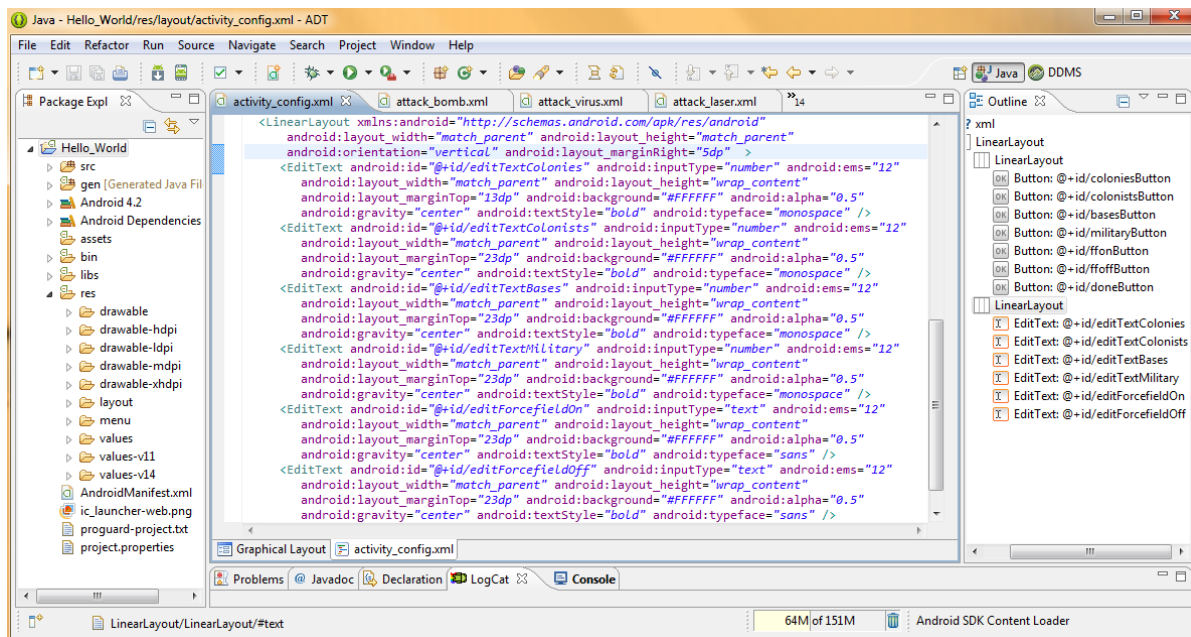 Java - Hello_World/res/layout/activity_config.xml - ADT
File Edit Refactor Run Source Navigate Search Project Window Help
Java DDMS
Package Expl
Hello_World
src
gen [Generated Java Fil
Android 4.2
Android Dependencies
assets
bin
libs
res
drawable
drawable-hdpi
drawable-ldpi
drawable-mdpi
drawable-xhdpi
layout
menu
values
values-v11
values-v14
AndroidManifest.xml
ic_launcher-web.png
proguard-project.txt
project.properties
activity_config.xml attack_bomb.xml attack_virus.xml attack_laser.xml »14
<LinearLayout xmlns:android="http://schemas.android.com/apk/res/android"
android:layout_width="match_parent" android:layout_height="match_parent"
android:orientation="vertical" android:layout_marginRight="5dp" >
<EditText android:id="@+id/editTextColonies" android:inputType="number" android:ems="12"
android:layout_width="match_parent" android:layout_height="wrap_content"
android:layout_marginTop="13dp" android:background="#FFFFFF" android:alpha="0.5"
android:gravity="center" android:textStyle="bold" android:typeface="monospace" />
<EditText android:id="@+id/editTextColonists" android:inputType="number" android:ems="12"
android:layout_width="match_parent" android:layout_height="wrap_content"
android:layout_marginTop="23dp" android:background="#FFFFFF" android:alpha="0.5"
android:gravity="center" android:textStyle="bold" android:typeface="monospace" />
<EditText android:id="@+id/editTextBases" android:inputType="number" android:ems="12"
android:layout_width="match_parent" android:layout_height="wrap_content"
android:layout_marginTop="23dp" android:background="#FFFFFF" android:alpha="0.5"
android:gravity="center" android:textStyle="bold" android:typeface="monospace" />
<EditText android:id="@+id/editTextMilitary" android:inputType="number" android:ems="12"
android:layout_width="match_parent" android:layout_height="wrap_content"
android:layout_marginTop="23dp" android:background="#FFFFFF" android:alpha="0.5"
android:gravity="center" android:textStyle="bold" android:typeface="monospace" />
<EditText android:id="@+id/editForcefieldOn" android:inputType="text" android:ems="12"
android:layout_width="match_parent" android:layout_height="wrap_content"
android:layout_marginTop="23dp" android:background="#FFFFFF" android:alpha="0.5"
android:gravity="center" android:textStyle="bold" android:typeface="sans" />
<EditText android:id="@+id/editForcefieldOff" android:inputType="text" android:ems="12"
android:layout_width="match_parent" android:layout_height="wrap_content"
android:layout_marginTop="23dp" android:background="#FFFFFF" android:alpha="0.5"
android:gravity="center" android:textStyle="bold" android:typeface="sans" />
Graphical Layout activity_config.xml
Problems @ Javadoc Declaration LogCat Console
Outline
? xml
LinearLayout
LinearLayout
OK Button: @+id/coloniesButton
OK Button: @+id/colonistsButton
OK Button: @+id/basesButton
OK Button: @+id/militaryButton
OK Button: @+id/ffonButton
OK Button: @+id/ffoffButton
OK Button: @+id/doneButton
LinearLayout
EditText: @+id/editTextColonies
EditText: @+id/editTextColonists
EditText: @+id/editTextBases
EditText: @+id/editTextMilitary
EditText: @+id/editForcefieldOn
EditText: @+id/editForcefieldOff
LinearLayout/LinearLayout/#text 64M of 151M Android SDK Content Loader